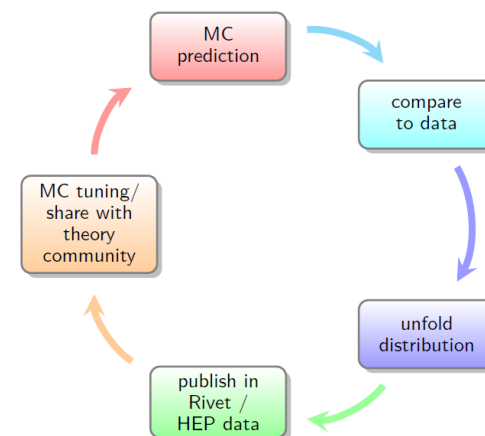 MC
prediction
compare
to data
unfold
distribution
publish in
Rivet /
HEP data
MC tuning/
share with
theory
community